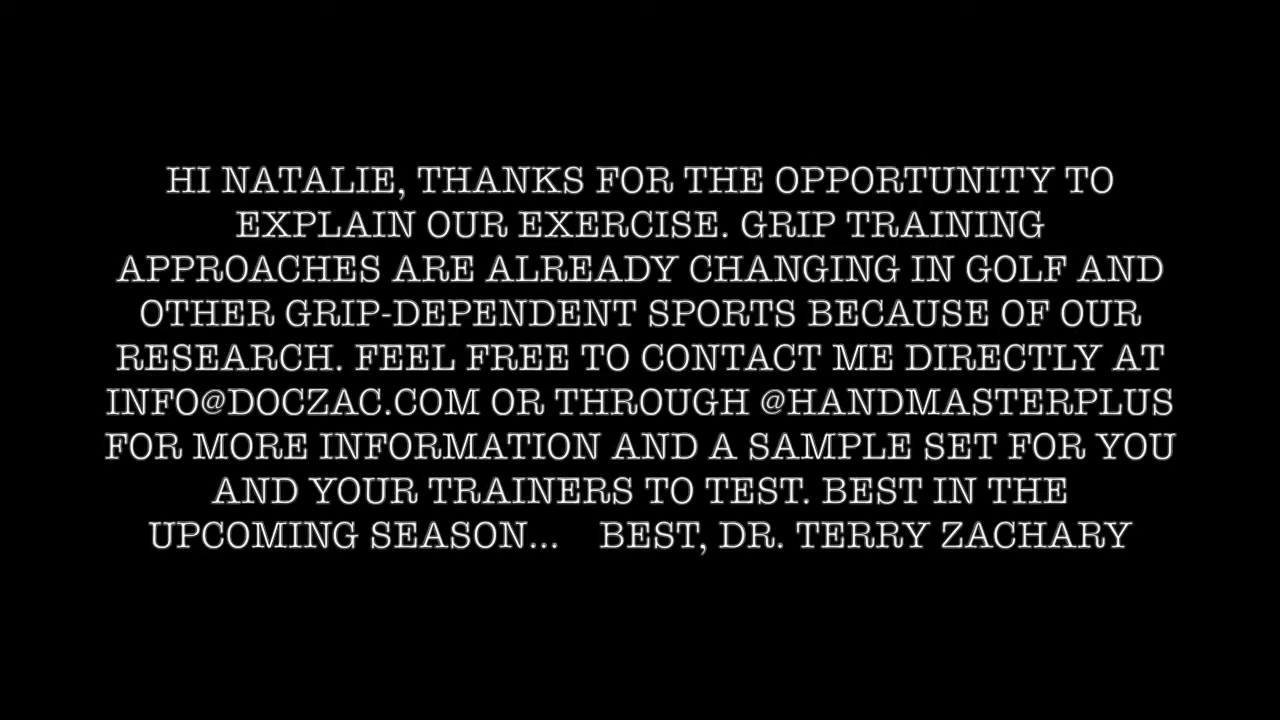 HI NATALIE, THANKS FOR THE OPPORTUNITY TO
EXPLAIN OUR EXERCISE. GRIP TRAINING
APPROACHES ARE ALREADY CHANGING IN GOLF AND
OTHER GRIP-DEPENDENT SPORTS BECAUSE OF OUR
RESEARCH. FEEL FREE TO CONTACT ME DIRECTLY AT
INFO@DOCZAC.COM OR THROUGH @HANDMASTERPLUS
FOR MORE INFORMATION AND A SAMPLE SET FOR YOU
AND YOUR TRAINERS TO TEST. BEST IN THE
UPCOMING SEASON... BEST, DR. TERRY ZACHARY